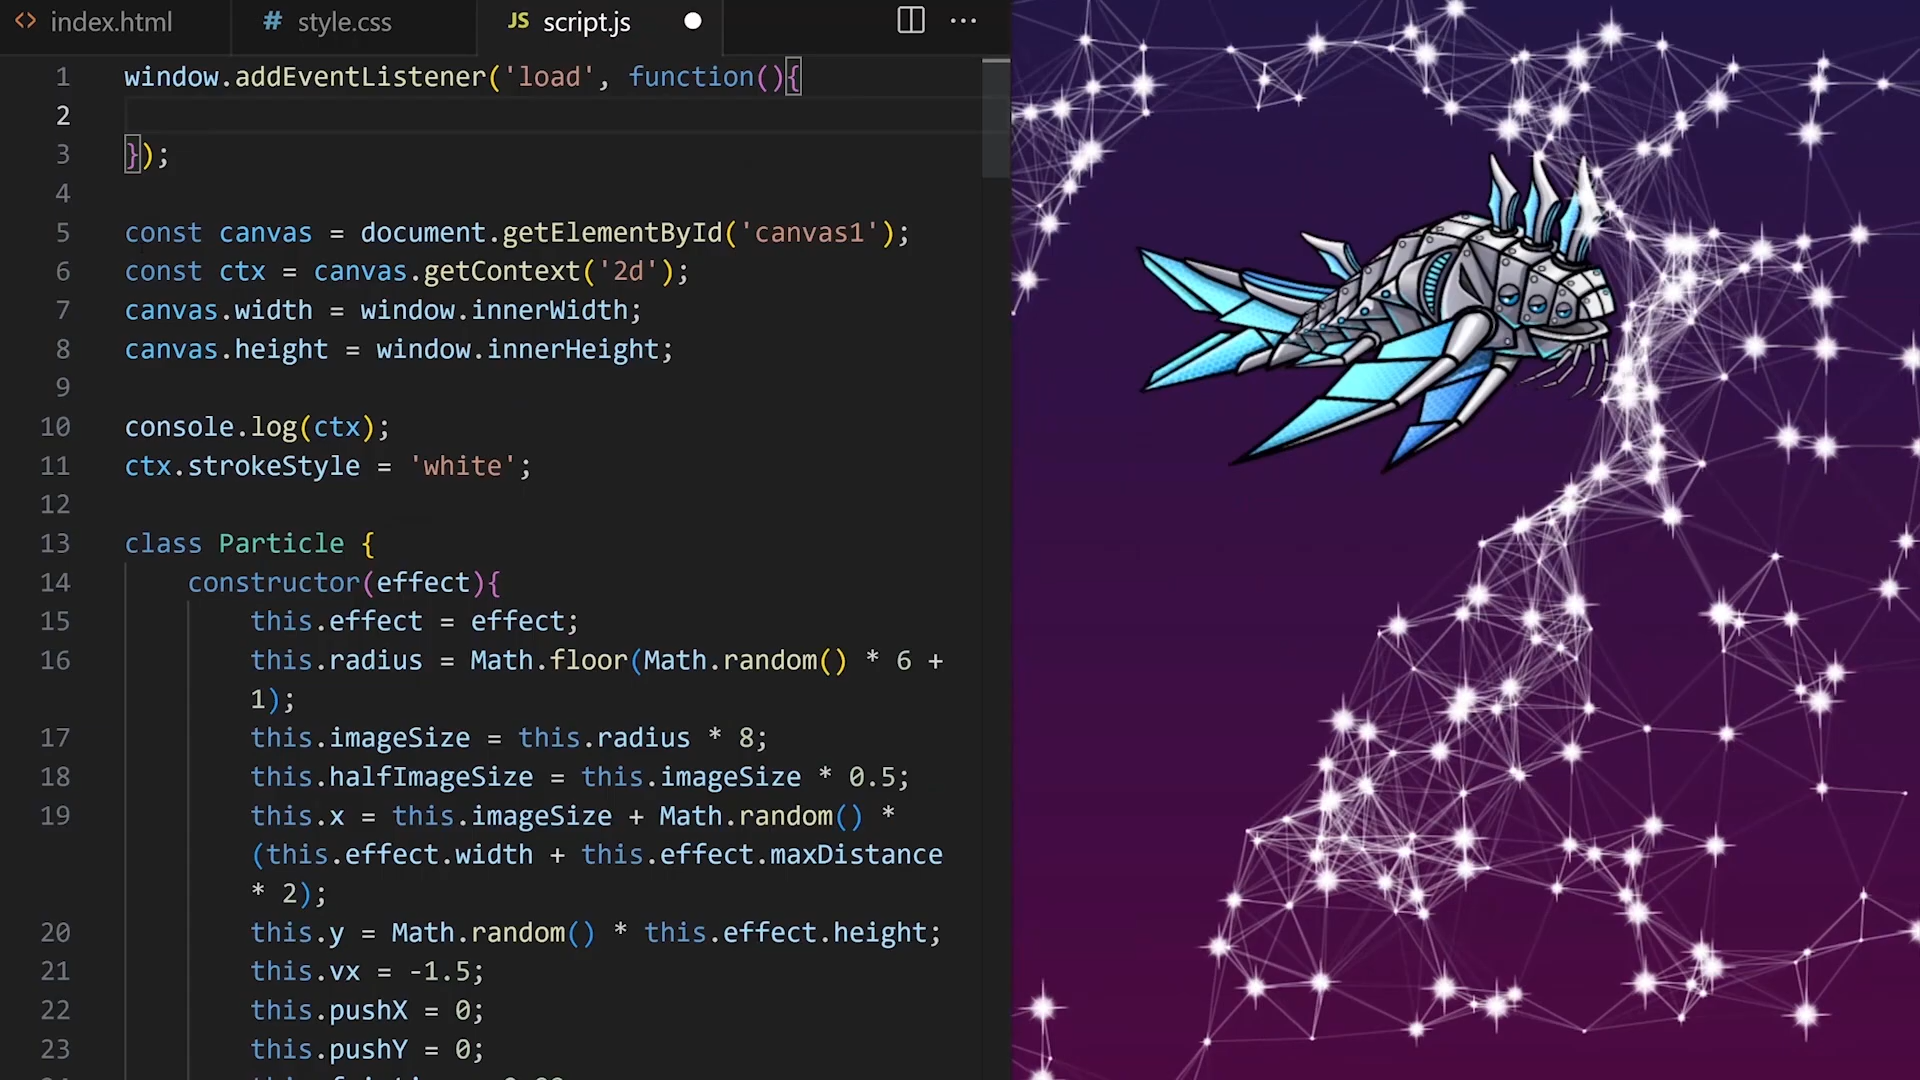 index.html
# style.css
JS script.js
1 window.addEventListener('load', function(){
2
3 });
4
5 const canvas = document.getElementById('canvas1');
6 const ctx = canvas.getContext('2d');
7 canvas.width = window.innerWidth;
8 canvas.height = window.innerHeight;
9
10 console.log(ctx);
11 ctx.strokeStyle = 'white';
12
13 class Particle {
14 constructor(effect){
15 this.effect = effect;
16 this.radius = Math.floor(Math.random() * 6 +
1);
17 this.imageSize = this.radius * 8;
18 this.halfImageSize = this.imageSize * 0.5;
19 this.x = this.imageSize + Math.random() *
(this.effect.width + this.effect.maxDistance
* 2);
20 this.y = Math.random() * this.effect.height;
21 this.vx = -1.5;
22 this.pushX = 0;
23 this.pushY = 0;